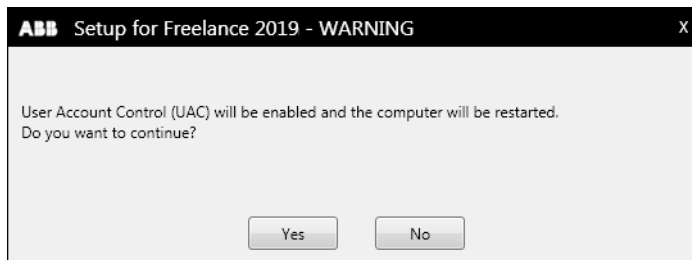 ABB Setup for Freelance 2019 - WARNING X
User Account Control (UAC) will be enabled and the computer will be restarted.
Do you want to continue?
Yes No